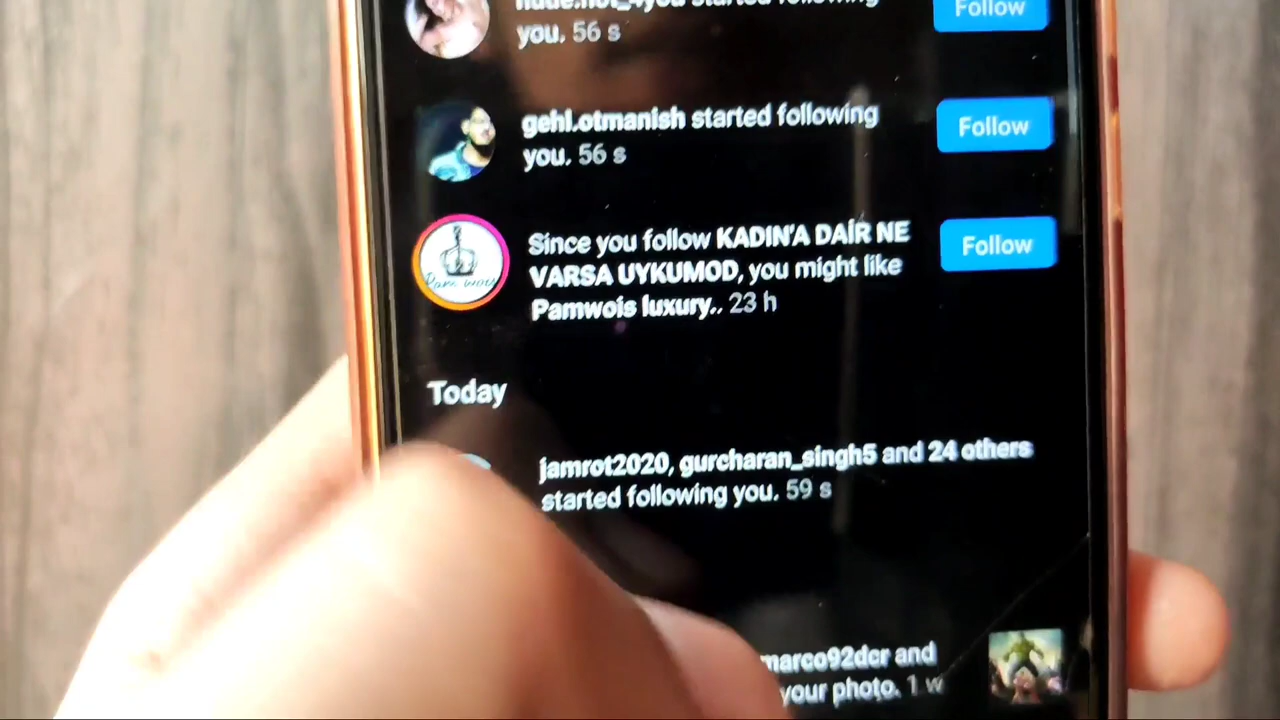 started following
you. 56 s
Follow
gehl.otmanish started following
you. 56 s
Follow
Since you follow KADIN'A DAİR NE
VARSA UYKUMOD, you might like
Pamwois luxury.. 23 h
Follow
Today
jamrot2020, gurcharan_singh5 and 24 others
started following you. 59 s
marco92dcr and
your photo. 1 w